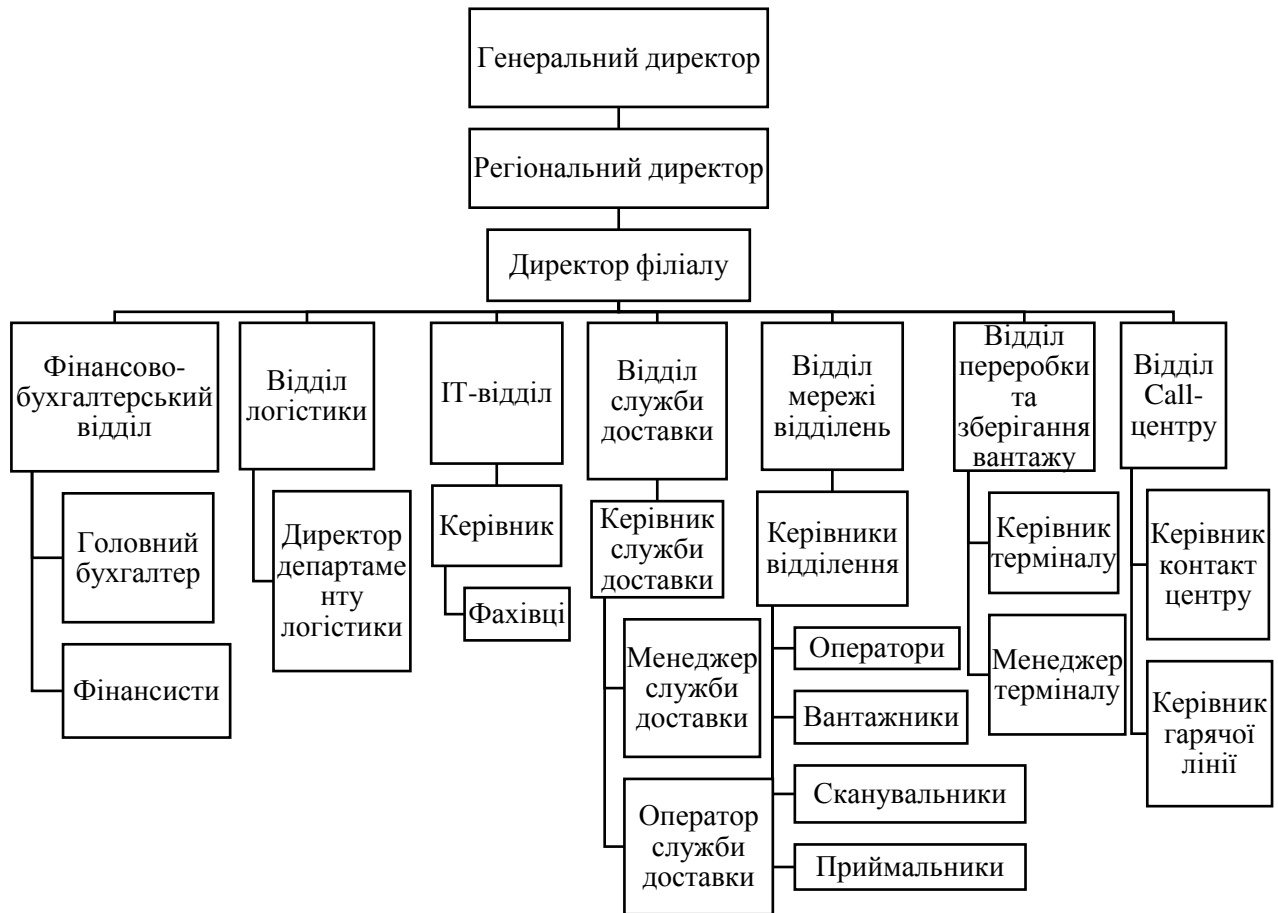 Генеральний директор
Регіональний директор
Директор філіалу
Фінансово-
бухгалтерський
відділ
Головний
бухгалтер
Фінансисти
Відділ
логістики
Директор
департаме
нту
логістики
ІТ-відділ
Керівник
Фахівці
Відділ
служби
доставки
Керівник
служби
доставки
Менеджер
служби
доставки
Оператор
служби
доставки
Відділ
мережі
відділень
Керівники
відділення
Оператори
Вантажники
Сканувальники
Приймальники
Відділ
переробки
та
зберігання
вантажу
Керівник
терміналу
Менеджер
терміналу
Відділ
Call-
центру
Керівник
контакт
центру
Керівник
гарячої
лінії